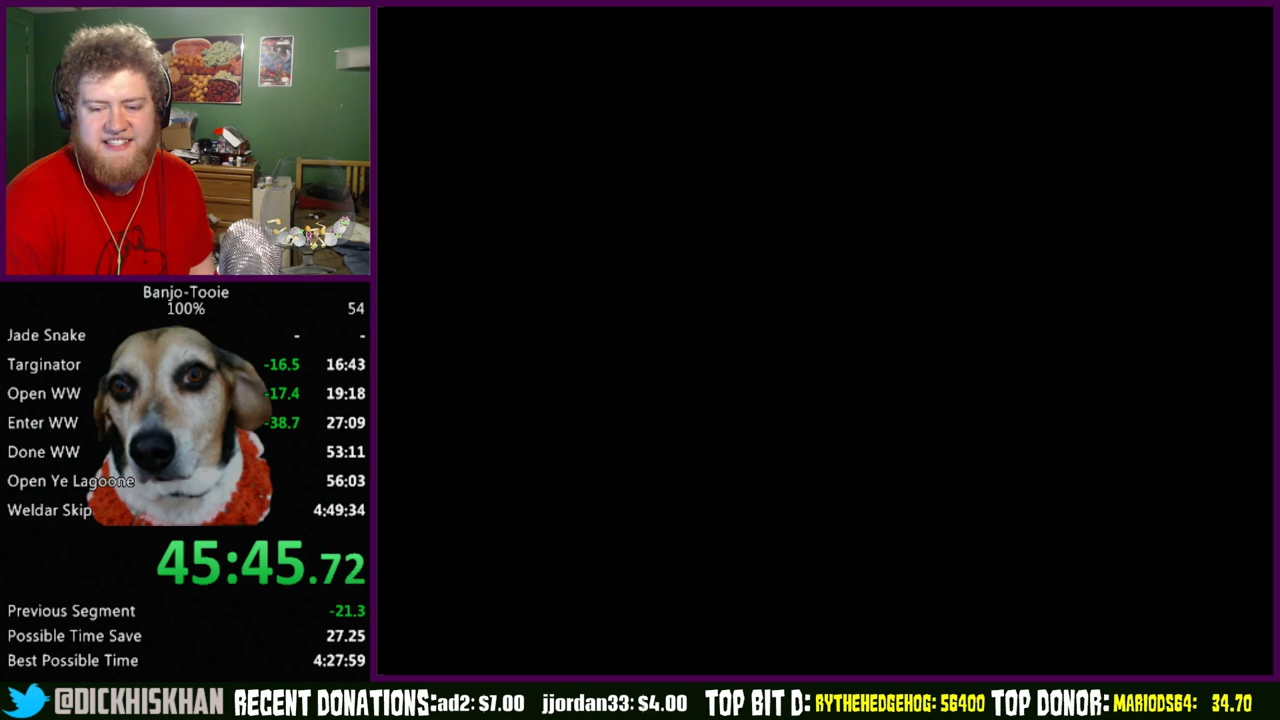 Banjo-Tooie
100% 54
Jade Snake - -
Targinator -16.5 16:43
Open WW -17.4 19:18
Enter WW -38.7 27:09
Done WW 53:11
Open Ye Lagoone 56:03
Weldar Skip 4:49:34
45:45.72
Previous Segment -21.3
Possible Time Save 27.25
Best Possible Time 4:27:59
@DICKHISKHAN RECENT DONATIONS: ad2: $7.00 jjordan33: $4.00 TOP BIT D: RYTHEHEDGEHOG: 56400 TOP DONOR: MARIODS64: 34.70